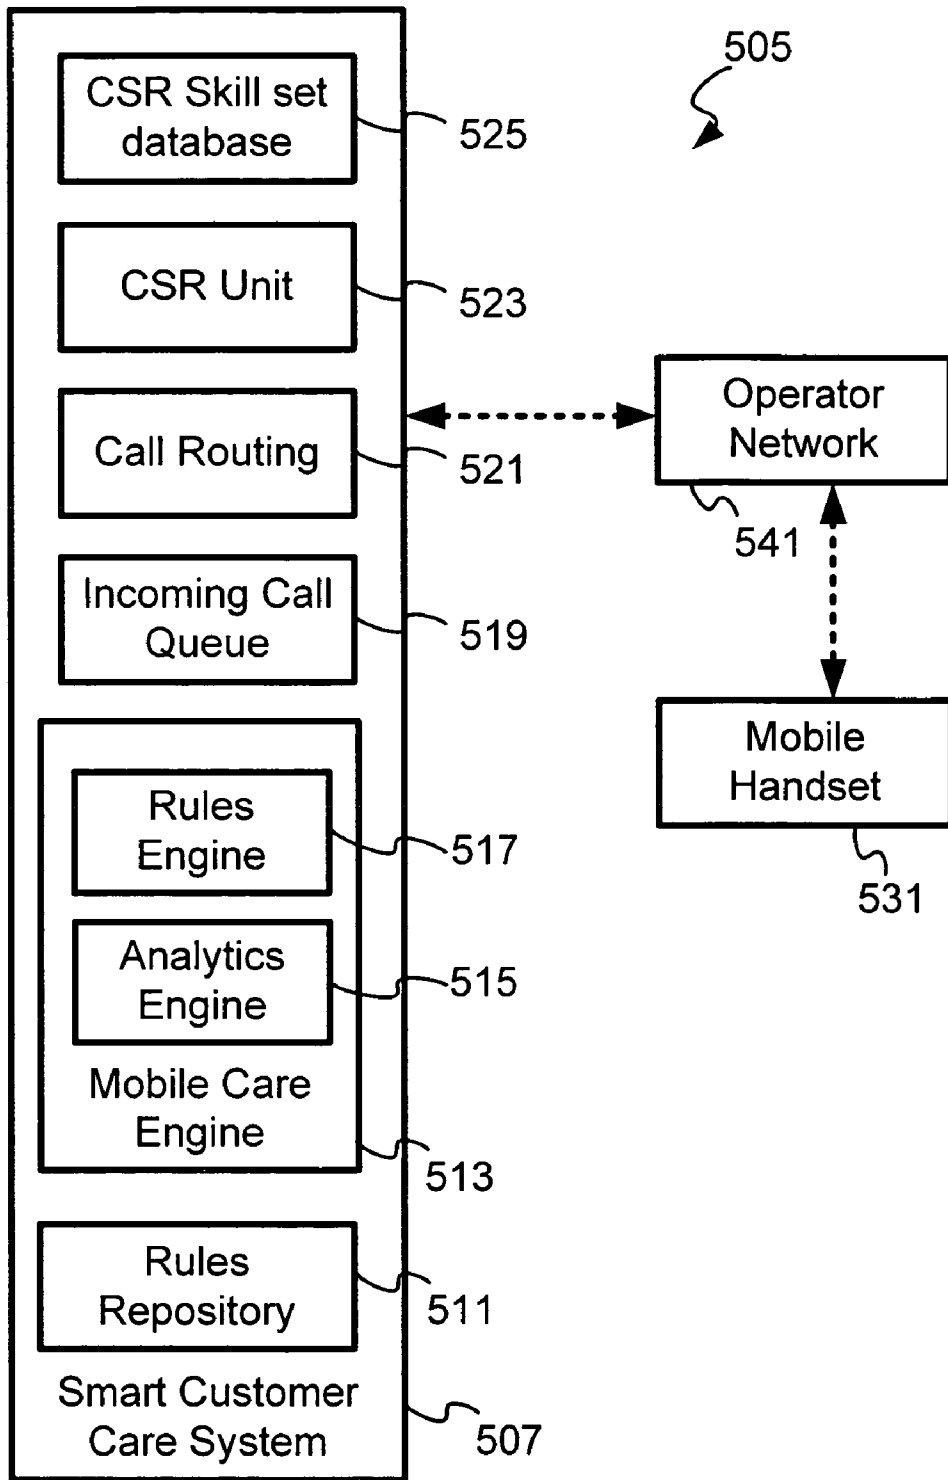 505
CSR Skill set
database
525
CSR Unit
523
Call Routing
521
Operator
Network
541
Incoming Call
Queue
519
Mobile
Handset
531
Rules
Engine
517
Analytics
Engine
515
Mobile Care
Engine
513
Rules
Repository
511
Smart Customer
Care System
507